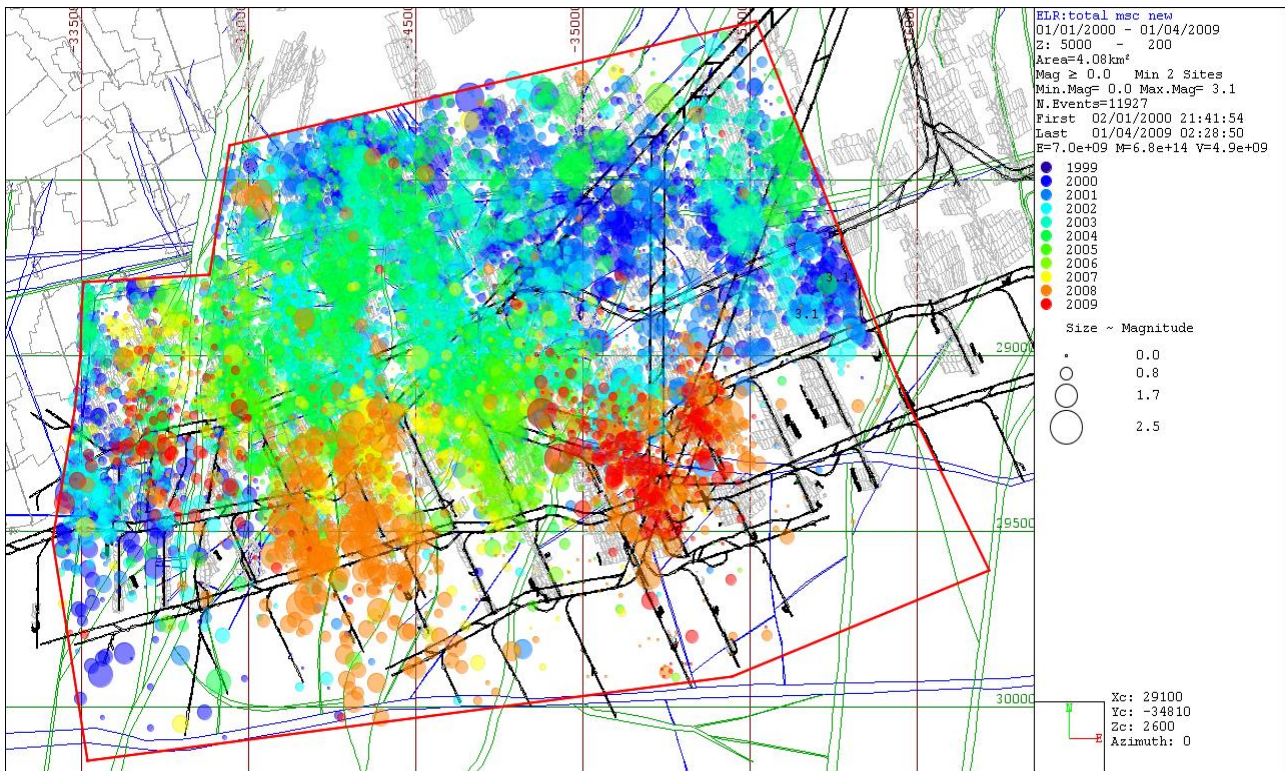 ELR:total msc new
01/01/2000 - 01/04/2009
Z: 5000 - 200
Area=4.08km²
Mag ≥ 0.0 Min 2 Sites
Min.Mag= 0.0 Max.Mag= 3.1
N.Events=11927
First 02/01/2000 21:41:54
Last 01/04/2009 02:28:50
E=7.0e+09 M=6.8e+14 V=4.9e+09
1999
2000
2001
2002
2003
2004
2005
2006
2007
2008
2009
Size ~ Magnitude
0.0
0.8
1.7
2.5
-34500
-35000
3.1
3.1
29000
29500
30000
Xc: 29100
Yc: -34810
Zc: 2600
Azimuth: 0
N
E